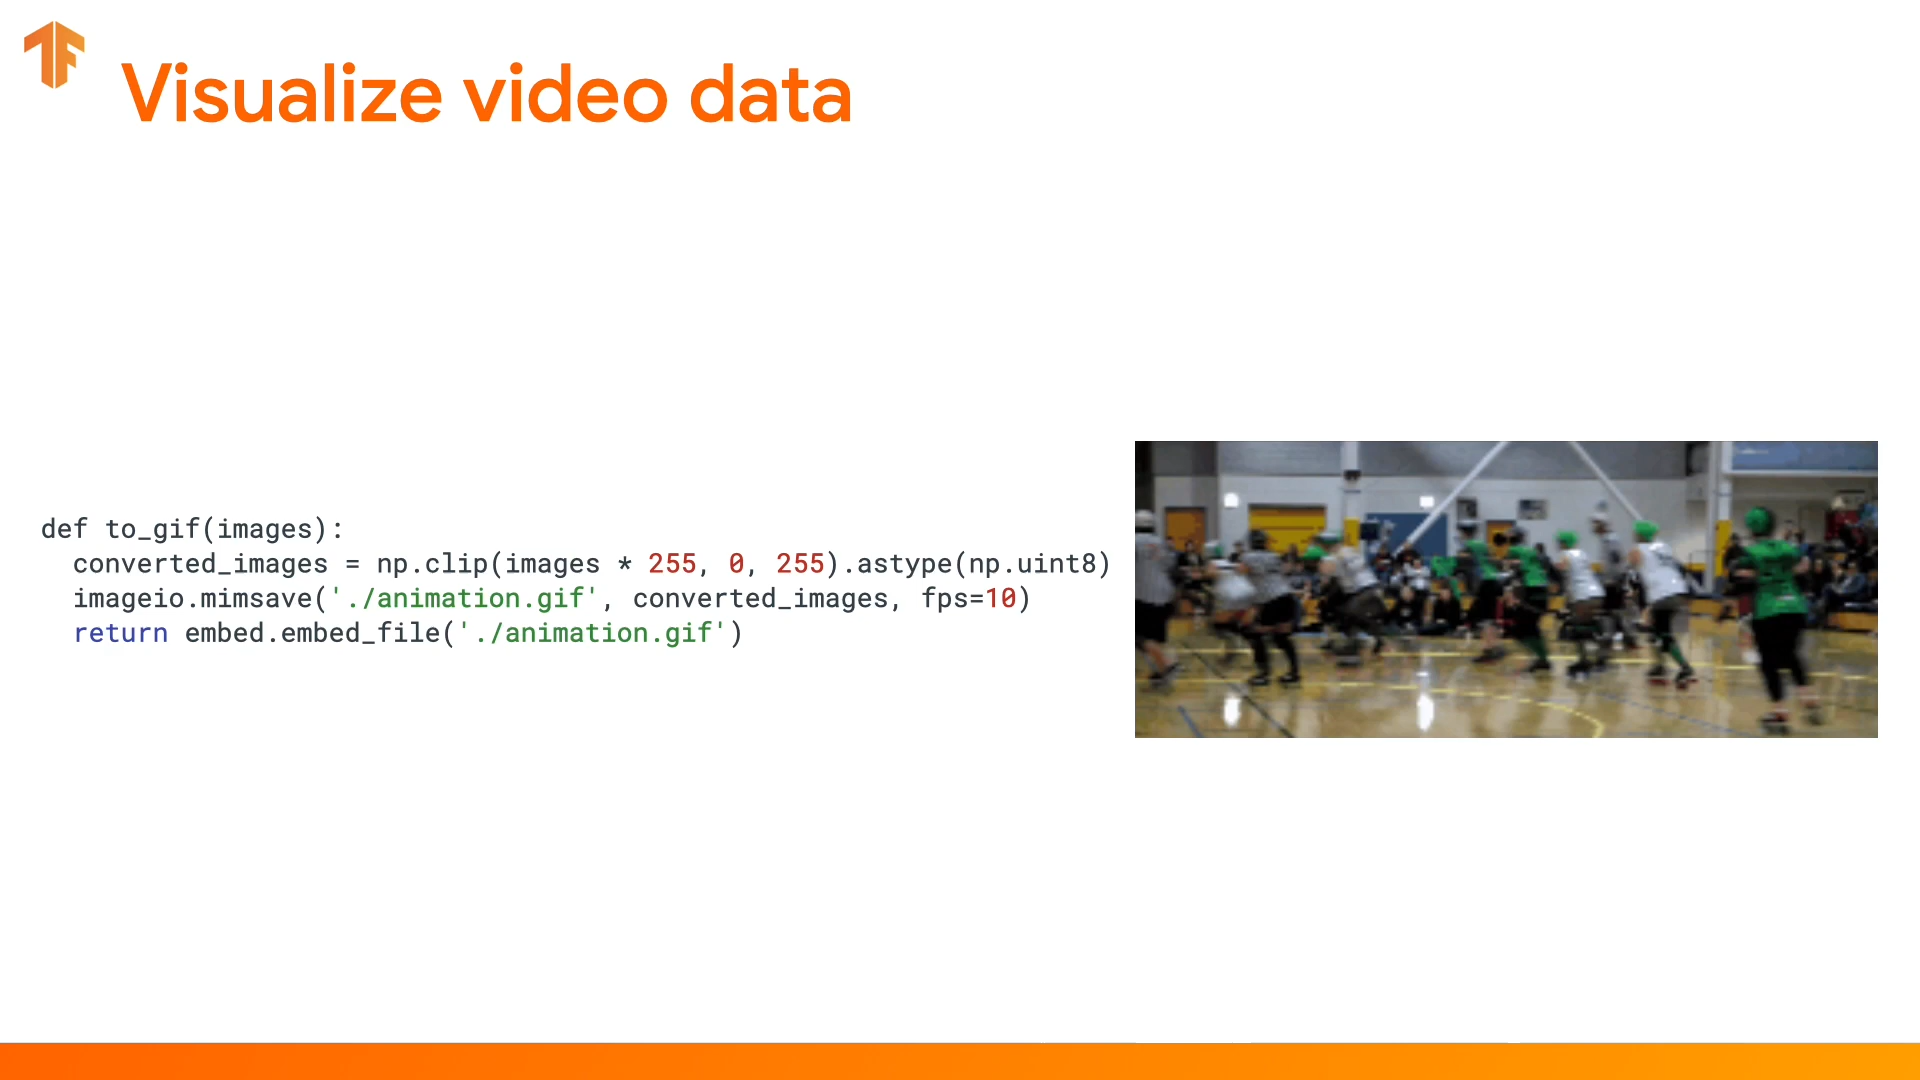 Visualize video data
def to_gif(images):
  converted_images = np.clip(images * 255, 0, 255).astype(np.uint8)
  imageio.mimsave('./animation.gif', converted_images, fps=10)
  return embed.embed_file('./animation.gif')